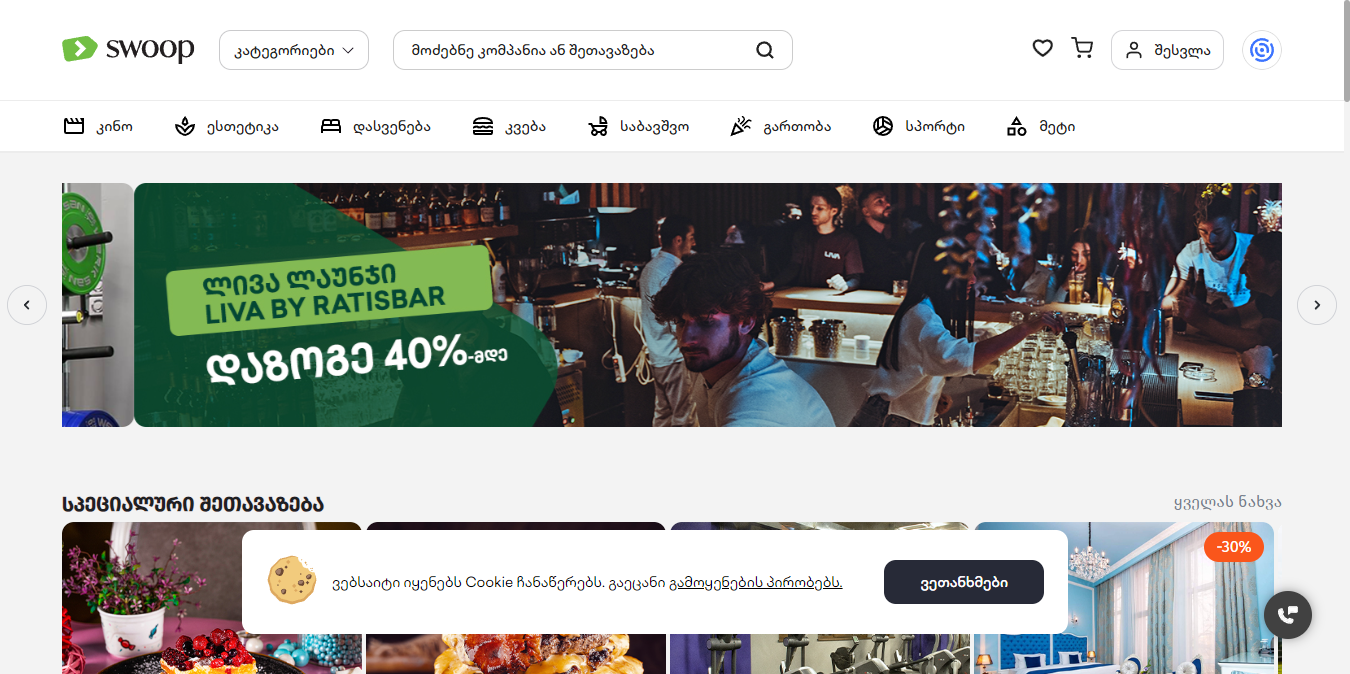 swoop
კატეგორიები
მოძებნე კომპანია ან შეთავაზება
შესვლა
კინო
ესთეტიკა
დასვენება
კვება
საბავშვო
გართობა
სპორტი
მეტი
ლივა ლაუნჯი
LIVA BY RATISBAR
დაზოგე 40%-მდე
LIVA
სპეციალური შეთავაზება
ყველას ნახვა
-30%
ვებსაიტი იყენებს Cookie ჩანაწერებს. გაეცანი გამოყენების პირობებს.
ვეთანხმები